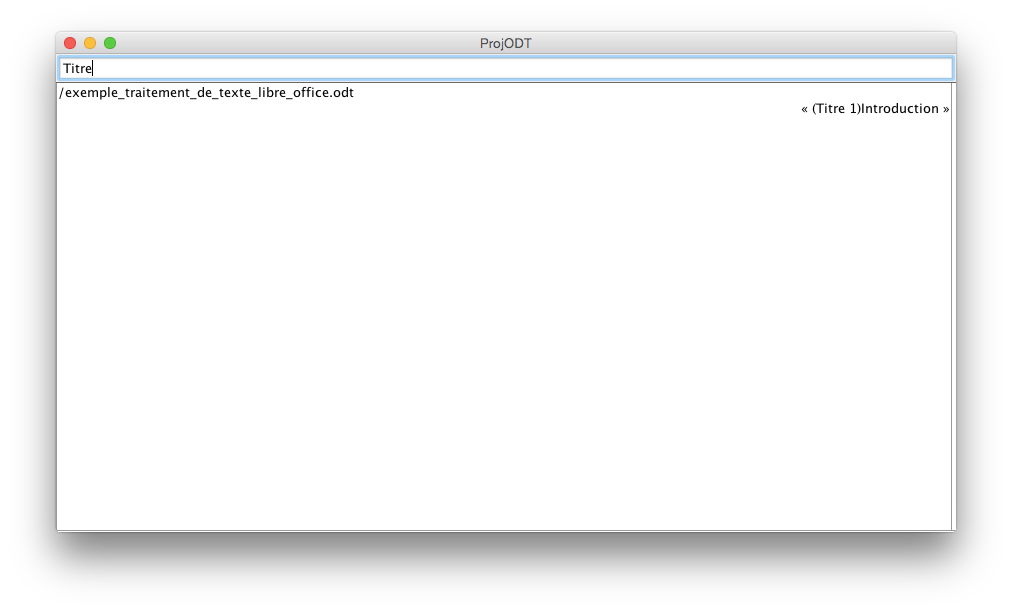 ProjODT
Titre
/exemple_traitement_de_texte_libre_office.odt
« (Titre 1)Introduction »